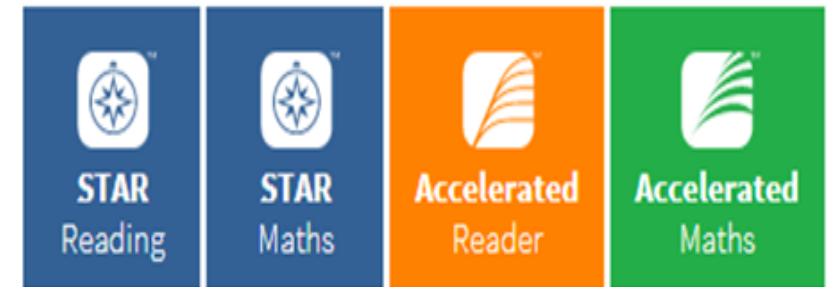 STAR
Reading
STAR
Maths
Accelerated
Reader
Accelerated
Maths